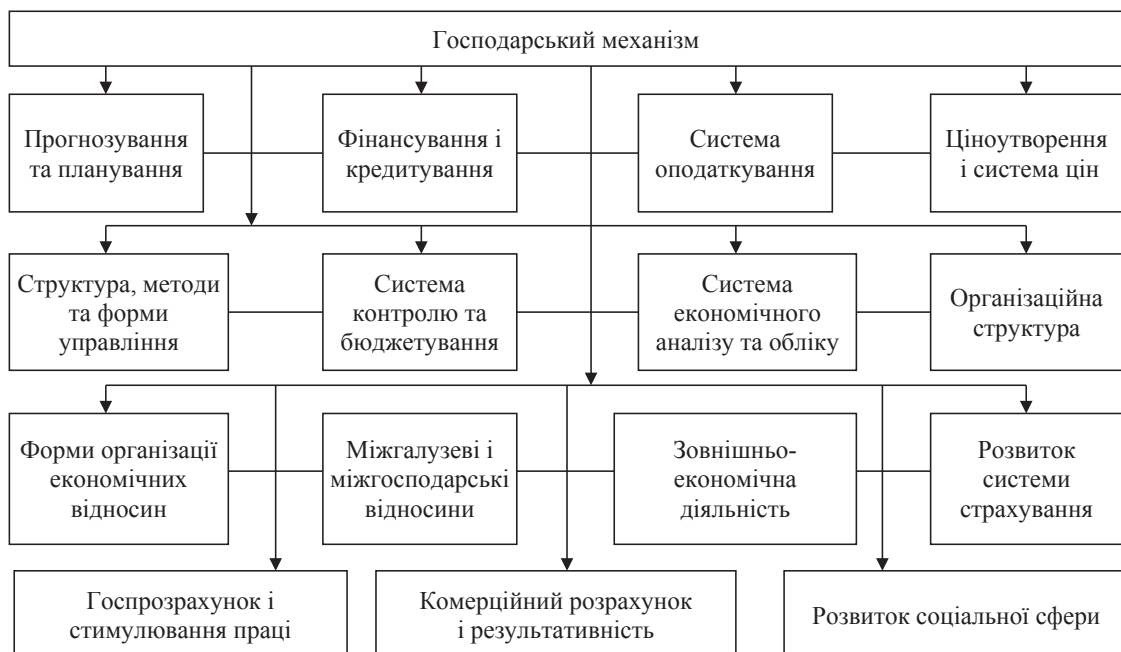 Господарський механізм
Прогнозування
та планування
Фінансування і
кредитування
Система
оподаткування
Ціноутворення
і система цін
Структура, методи
та форми
управління
Система
контролю та
бюджетування
Система
економічного
аналізу та обліку
Організаційна
структура
Форми організації
економічних
відносин
Міжгалузеві і
міжгосподарські
відносини
Зовнішньо-
економічна
діяльність
Розвиток
системи
страхування
Госпрозрахунок і
стимулювання праці
Комерційний розрахунок
і результативність
Розвиток соціальної сфери